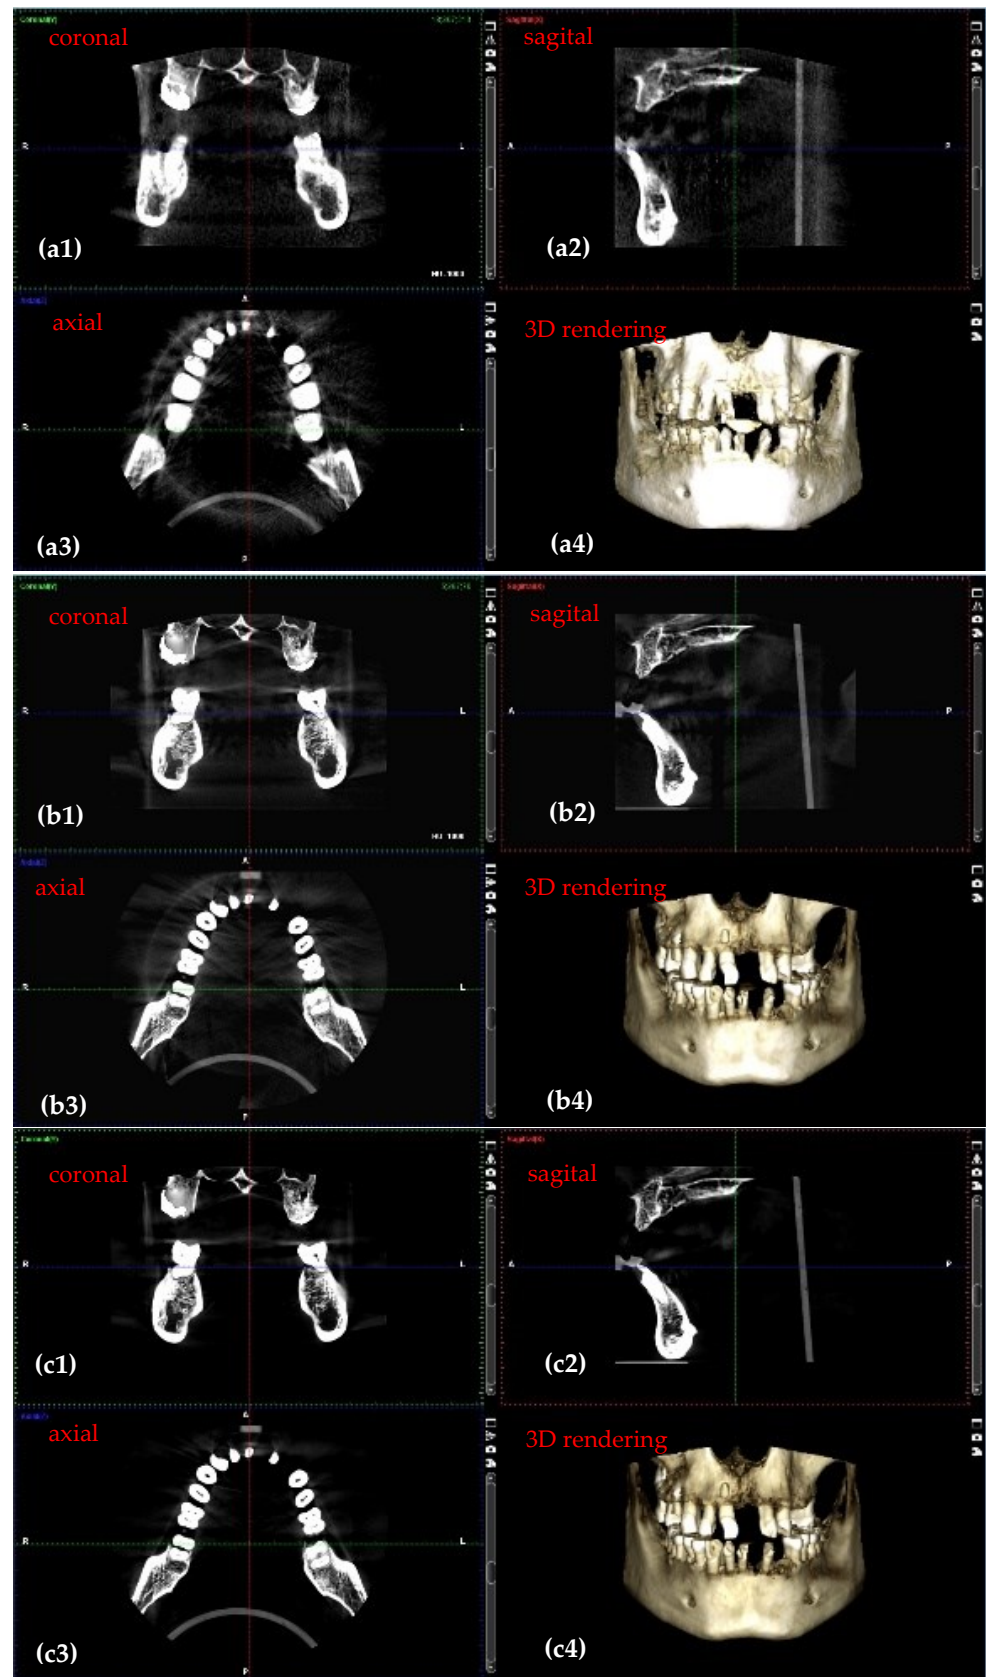 coronal
sagital
R
L
A
P
(a1)
(a2)
A
axial
3D rendering
R
L
(a3)
(a4)
P
coronal
sagital
R
L
A
P
(b1)
(b2)
A
axial
3D rendering
R
L
(b3)
(b4)
P
coronal
sagital
R
L
A
P
(c1)
(c2)
A
axial
3D rendering
R
L
(c3)
(c4)
P